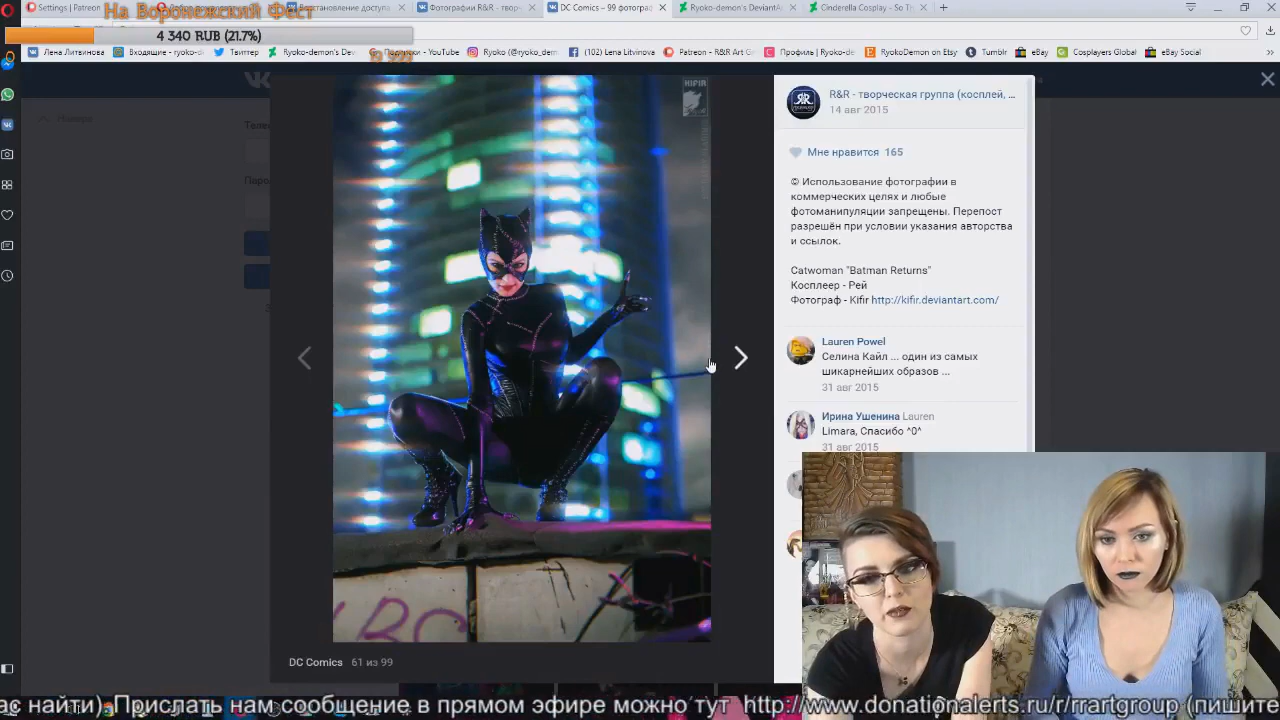 Settings | Patreon
Восстановление доступа
Фотографии R&R - творч
DC Comics – 99 фотограф
Ryoko-demon's DeviantA
Cinderella Cosplay - So T
На Воронежский Фест
4 340 RUB (21.7%)
19 999
Лена Литвинова
Входящие - ryoko-d
Твиттер
Ryoko-demon's Dev
Подписки - YouTube
Ryoko (@ryoko_dem
(102) Lena Litvinova
Patreon - R&R Art G
Профиль | Ryoko-de
RyokoDemon on Etsy
Tumblr
eBay
Cosplayers Global
eBay Social
KIFIR
R&R - творческая группа (косплей, ...
14 авг 2015
Мне нравится 165
© Использование фотографии в
коммерческих целях и любые
фотоманипуляции запрещены. Перепост
разрешён при условии указания авторства
и ссылок.
Catwoman "Batman Returns"
Косплеер - Рей
Фотограф - Kifir http://kifir.deviantart.com/
Lauren Powel
Селина Кайл ... один из самых
шикарнейших образов ...
31 авг 2015
Ирина Ушенина Lauren
Limara, Спасибо ^0^
31 авг 2015
DC Comics 61 из 99
ас найти) Прислать нам сообщение в прямом эфире можно тут http://www.donationalerts.ru/r/rrartgroup (пишите